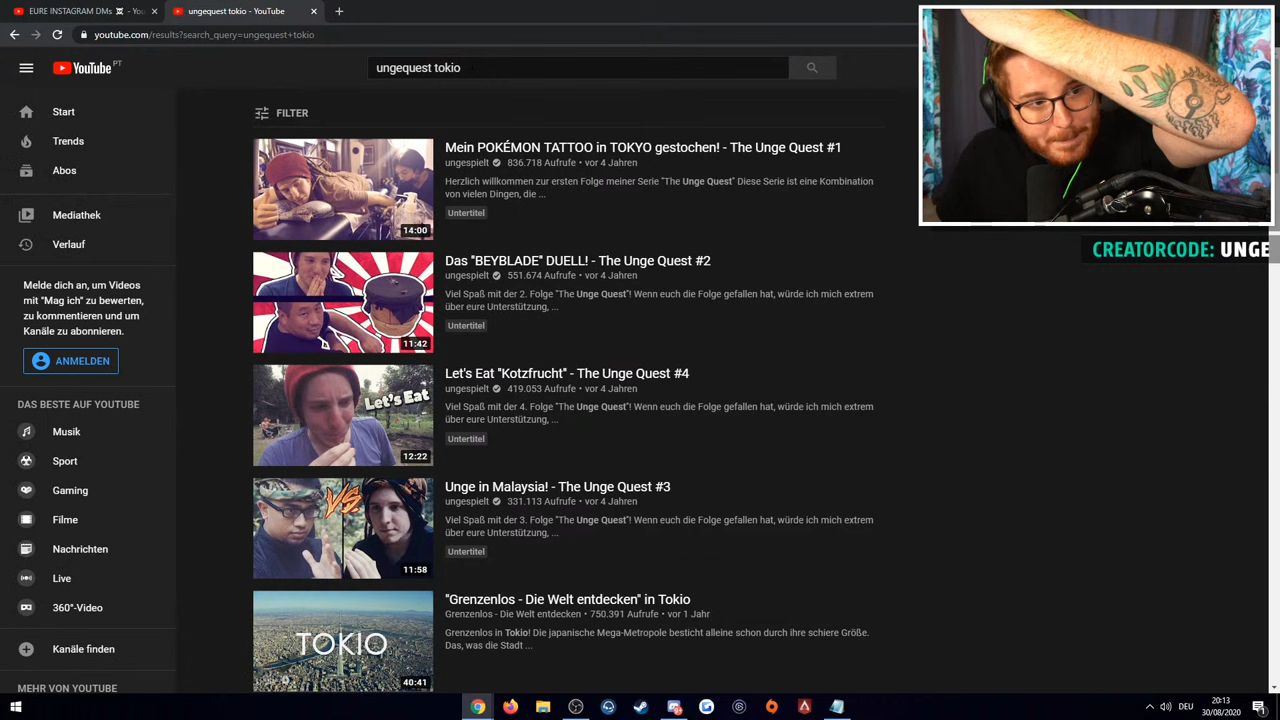 EURE INSTAGRAM DMs
ungequest tokio - YouTube
youtube.com/results?search_query=ungequest+tokio
YouTube PT
ungequest tokio
Start
Trends
Abos
Mediathek
Verlauf
Melde dich an, um Videos
mit "Mag ich" zu bewerten,
zu kommentieren und um
Kanäle zu abonnieren.
ANMELDEN
DAS BESTE AUF YOUTUBE
Musik
Sport
Gaming
Filme
Nachrichten
Live
360°-Video
Kanäle finden
MEHR VON YOUTUBE
FILTER
14:00
Mein POKÉMON TATTOO in TOKYO gestochen! - The Unge Quest #1
ungespielt 836.718 Aufrufe • vor 4 Jahren
Herzlich willkommen zur ersten Folge meiner Serie "The Unge Quest" Diese Serie ist eine Kombination
von vielen Dingen, die ...
Untertitel
11:42
Das "BEYBLADE" DUELL! - The Unge Quest #2
ungespielt 551.674 Aufrufe • vor 4 Jahren
Viel Spaß mit der 2. Folge "The Unge Quest"! Wenn euch die Folge gefallen hat, würde ich mich extrem
über eure Unterstützung, ...
Untertitel
Let's Eat
12:22
Let's Eat "Kotzfrucht" - The Unge Quest #4
ungespielt 419.053 Aufrufe • vor 4 Jahren
Viel Spaß mit der 4. Folge "The Unge Quest"! Wenn euch die Folge gefallen hat, würde ich mich extrem
über eure Unterstützung, ...
Untertitel
VS.
11:58
Unge in Malaysia! - The Unge Quest #3
ungespielt 331.113 Aufrufe • vor 4 Jahren
Viel Spaß mit der 3. Folge "The Unge Quest"! Wenn euch die Folge gefallen hat, würde ich mich extrem
über eure Unterstützung, ...
Untertitel
TOKIO
40:41
"Grenzenlos - Die Welt entdecken" in Tokio
Grenzenlos - Die Welt entdecken • 750.391 Aufrufe • vor 1 Jahr
Grenzenlos in Tokio! Die japanische Mega-Metropole besticht alleine schon durch ihre schiere Größe.
Das, was die Stadt ...
CREATORCODE: UNGE
DEU
20:13
30/08/2020